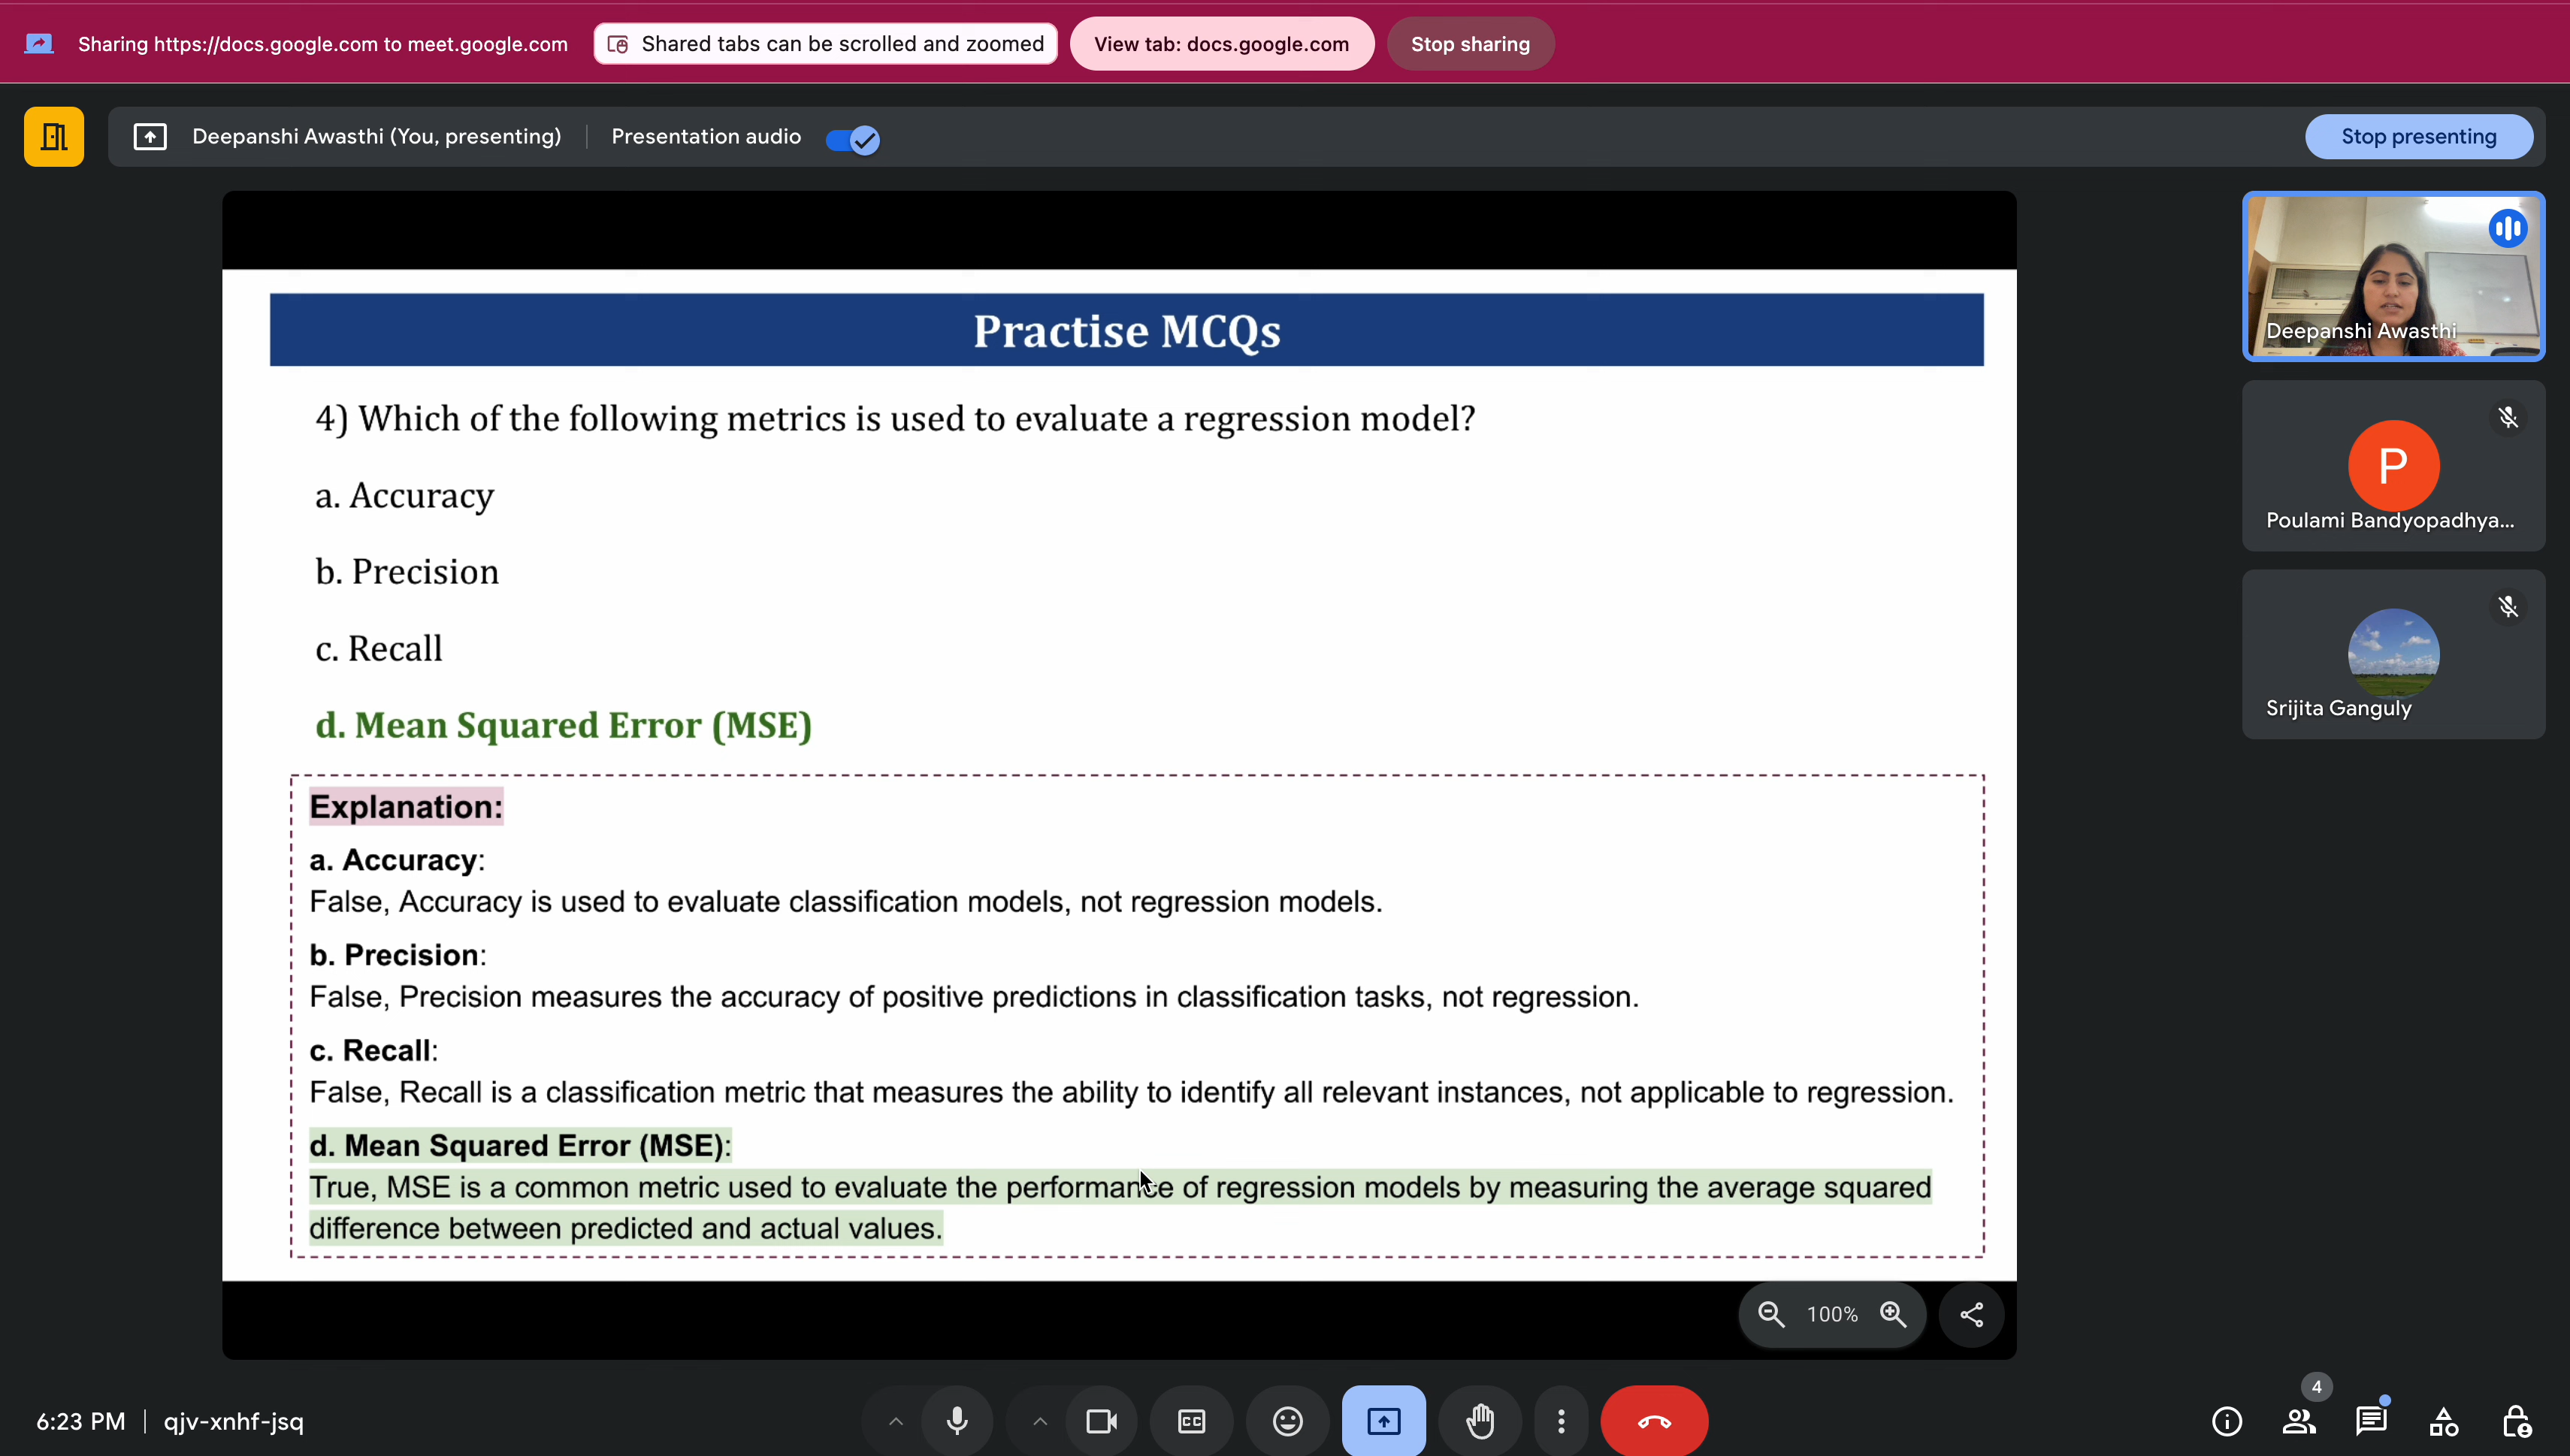 Sharing https://docs.google.com to meet.google.com
Shared tabs can be scrolled and zoomed
View tab: docs.google.com
Stop sharing
Deepanshi Awasthi (You, presenting)
Presentation audio
Stop presenting
Practise MCQs
4) Which of the following metrics is used to evaluate a regression model?
a. Accuracy
b. Precision
c. Recall
d. Mean Squared Error (MSE)
Explanation:
a. Accuracy:
False, Accuracy is used to evaluate classification models, not regression models.
b. Precision:
False, Precision measures the accuracy of positive predictions in classification tasks, not regression.
c. Recall:
False, Recall is a classification metric that measures the ability to identify all relevant instances, not applicable to regression.
d. Mean Squared Error (MSE):
True, MSE is a common metric used to evaluate the performance of regression models by measuring the average squared
difference between predicted and actual values.
100%
Deepanshi Awasthi
P
Poulami Bandyopadhya...
Srijita Ganguly
6:23 PM
qjv-xnhf-jsq
CC
4